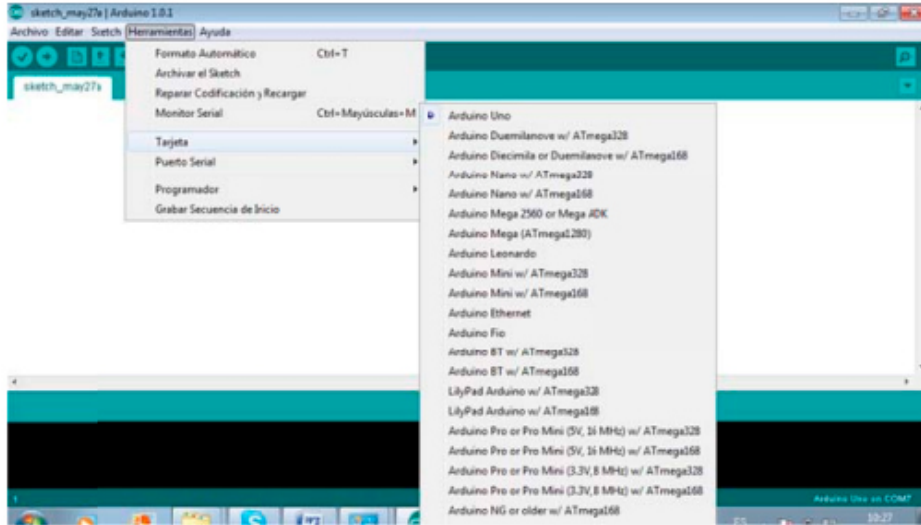 sketch_may27a | Arduino 1.0.1
Archivo Editar Sketch Herramientas Ayuda
sketch_may27a
Formato Automático Ctrl+T
Archivar el Sketch
Reparar Codificación y Recargar
Monitor Serial Ctrl+Mayúsculas+M
Tarjeta
Puerto Serial
Programador
Grabar Secuencia de Inicio
Arduino Uno
Arduino Duemilanove w/ ATmega328
Arduino Diecimila or Duemilanove w/ ATmega168
Arduino Nano w/ ATmega328
Arduino Nano w/ ATmega168
Arduino Mega 2560 or Mega ADK
Arduino Mega (ATmega1280)
Arduino Leonardo
Arduino Mini w/ ATmega328
Arduino Mini w/ ATmega168
Arduino Ethernet
Arduino Fio
Arduino BT w/ ATmega328
Arduino BT w/ ATmega168
LilyPad Arduino w/ ATmega328
LilyPad Arduino w/ ATmega168
Arduino Pro or Pro Mini (5V, 16 MHz) w/ ATmega328
Arduino Pro or Pro Mini (5V, 16 MHz) w/ ATmega168
Arduino Pro or Pro Mini (3.3V, 8 MHz) w/ ATmega328
Arduino Pro or Pro Mini (3.3V, 8 MHz) w/ ATmega168
Arduino NG or older w/ ATmega168
1
Arduino Uno on COM7
ES
10:27